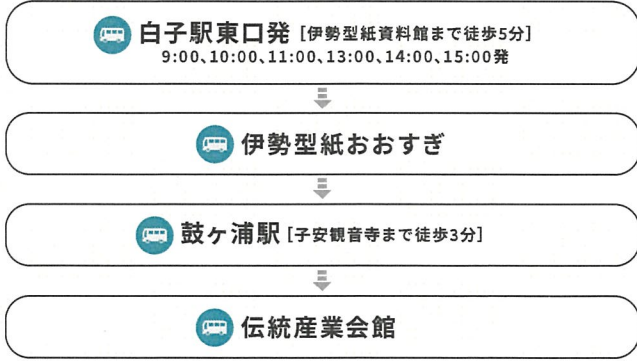 白子駅東口発 [伊勢型紙資料館まで徒歩5分]
9:00、10:00、11:00、13:00、14:00、15:00発
伊勢型紙おおすぎ
鼓ヶ浦駅 [子安観音寺まで徒歩3分]
伝統産業会館